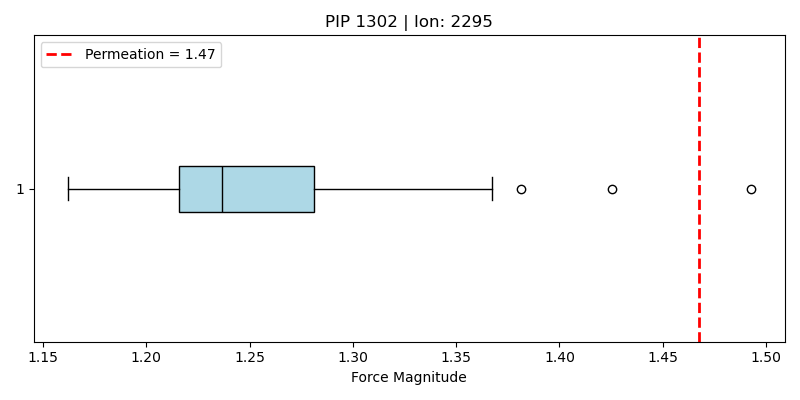 PIP 1302 | Ion: 2295
Permeation = 1.47
1
1.15 1.20 1.25 1.30 1.35 1.40 1.45 1.50
Force Magnitude